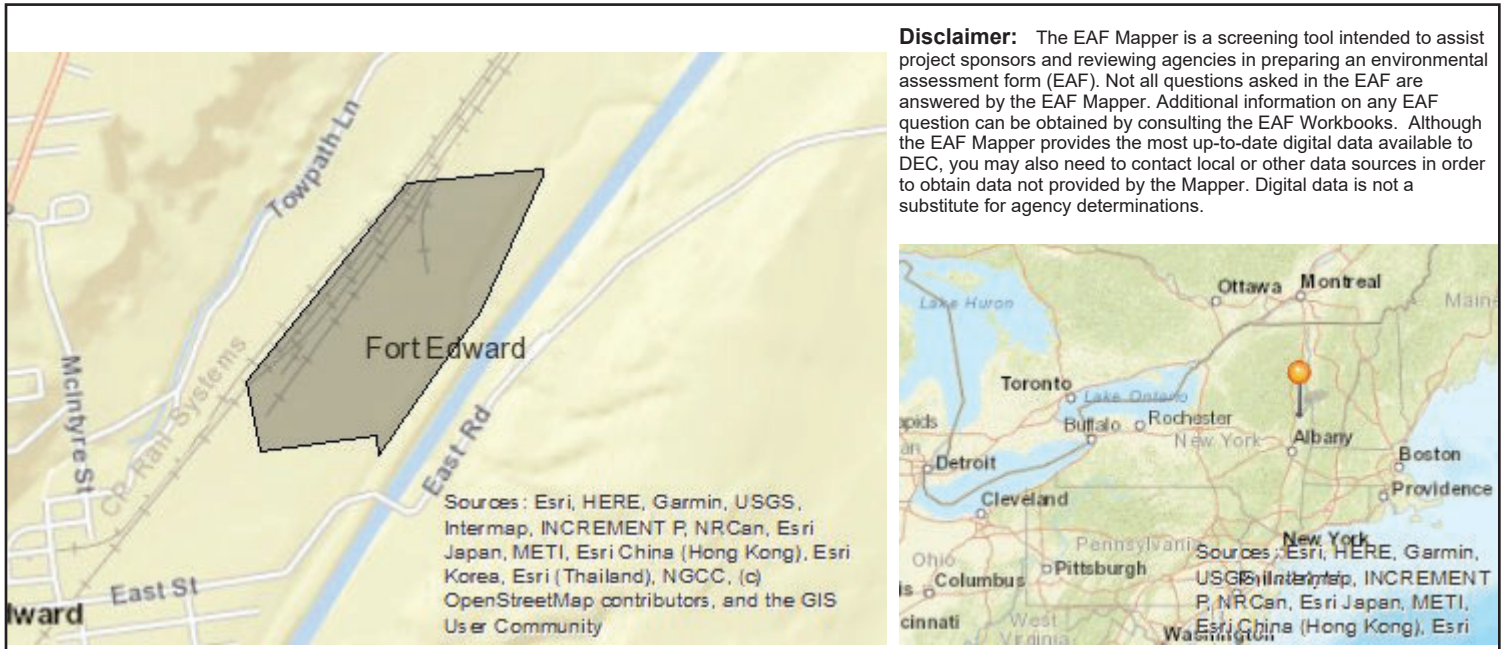 Disclaimer: The EAF Mapper is a screening tool intended to assist
project sponsors and reviewing agencies in preparing an environmental
assessment form (EAF). Not all questions asked in the EAF are
answered by the EAF Mapper. Additional information on any EAF
question can be obtained by consulting the EAF Workbooks. Although
the EAF Mapper provides the most up-to-date digital data available to
DEC, you may also need to contact local or other data sources in order
to obtain data not provided by the Mapper. Digital data is not a
substitute for agency determinations.
Towpath Ln
Fort Edward
McIntyre St
CP Rail Systems
East Rd
East St
lward
Sources: Esri, HERE, Garmin, USGS,
Intermap, INCREMENT P, NRCan, Esri
Japan, METI, Esri China (Hong Kong), Esri
Korea, Esri (Thailand), NGCC, (c)
OpenStreetMap contributors, and the GIS
User Community
Ottawa
Montreal
Lake Huron
Maine
Toronto
Lake Ontario
apids
Buffalo
Rochester
New York
Albany
an
Detroit
Boston
Providence
Cleveland
Pennsylvania
New York
Ohio
Pittsburgh
is
Columbus
cinnati
West
Virginia
Washington
Sources: Esri, HERE, Garmin,
INCREMENT
P, NRCan, Esri Japan, METI,
Esri China (Hong Kong), Esri